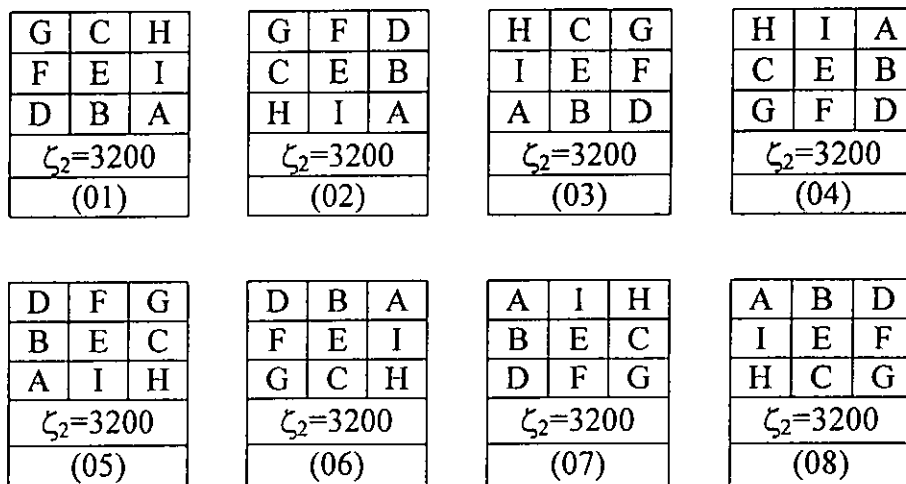 G C H
F E I
D B A
ζ₂=3200
(01)
G F D
C E B
H I A
ζ₂=3200
(02)
H C G
I E F
A B D
ζ₂=3200
(03)
H I A
C E B
G F D
ζ₂=3200
(04)
D F G
B E C
A I H
ζ₂=3200
(05)
D B A
F E I
G C H
ζ₂=3200
(06)
A I H
B E C
D F G
ζ₂=3200
(07)
A B D
I E F
H C G
ζ₂=3200
(08)